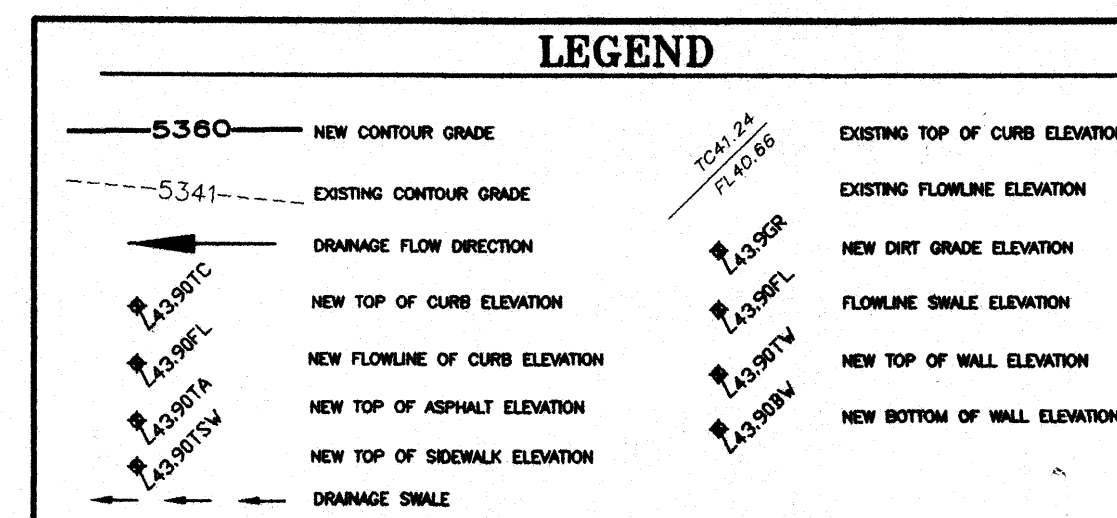 LEGEND
5360 NEW CONTOUR GRADE
5341 EXISTING CONTOUR GRADE
DRAINAGE FLOW DIRECTION
43.90TC NEW TOP OF CURB ELEVATION
43.90FL NEW FLOWLINE OF CURB ELEVATION
43.90TA NEW TOP OF ASPHALT ELEVATION
43.90TSW NEW TOP OF SIDEWALK ELEVATION
DRAINAGE SWALE
TC41.24 EXISTING TOP OF CURB ELEVATION
FL40.66 EXISTING FLOWLINE ELEVATION
43.9GR NEW DIRT GRADE ELEVATION
43.90FL FLOWLINE SWALE ELEVATION
43.90TW NEW TOP OF WALL ELEVATION
43.90BW NEW BOTTOM OF WALL ELEVATION